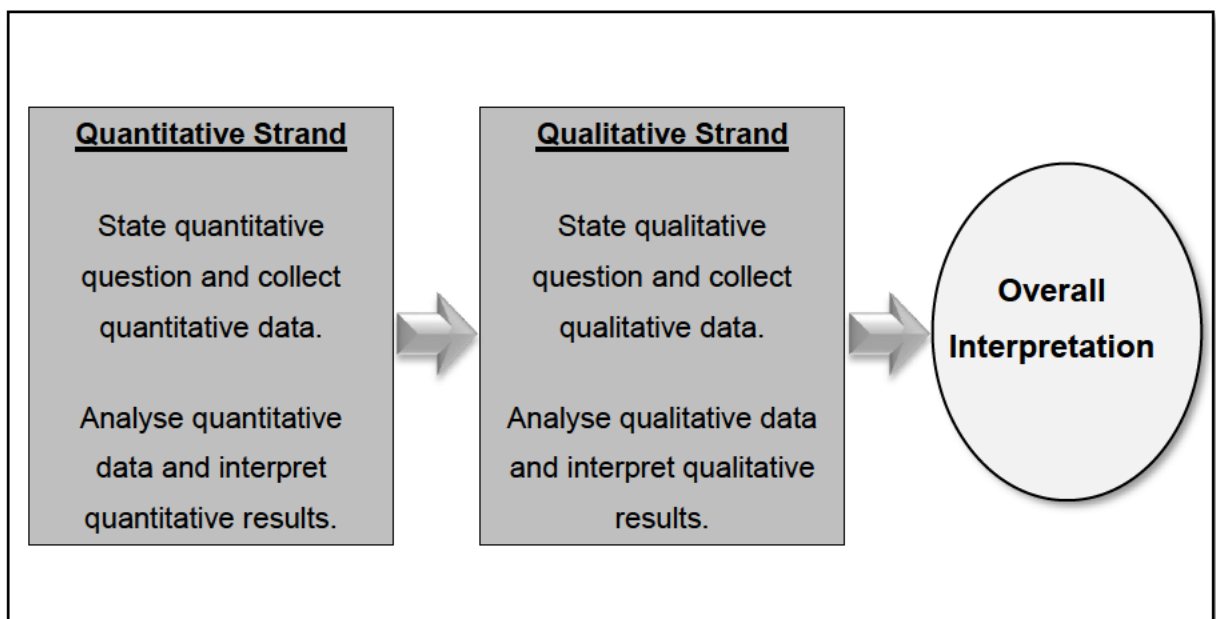 Quantitative Strand
State quantitative
question and collect
quantitative data.
Analyse quantitative
data and interpret
quantitative results.
Qualitative Strand
State qualitative
question and collect
qualitative data.
Analyse qualitative data
and interpret qualitative
results.
Overall
Interpretation